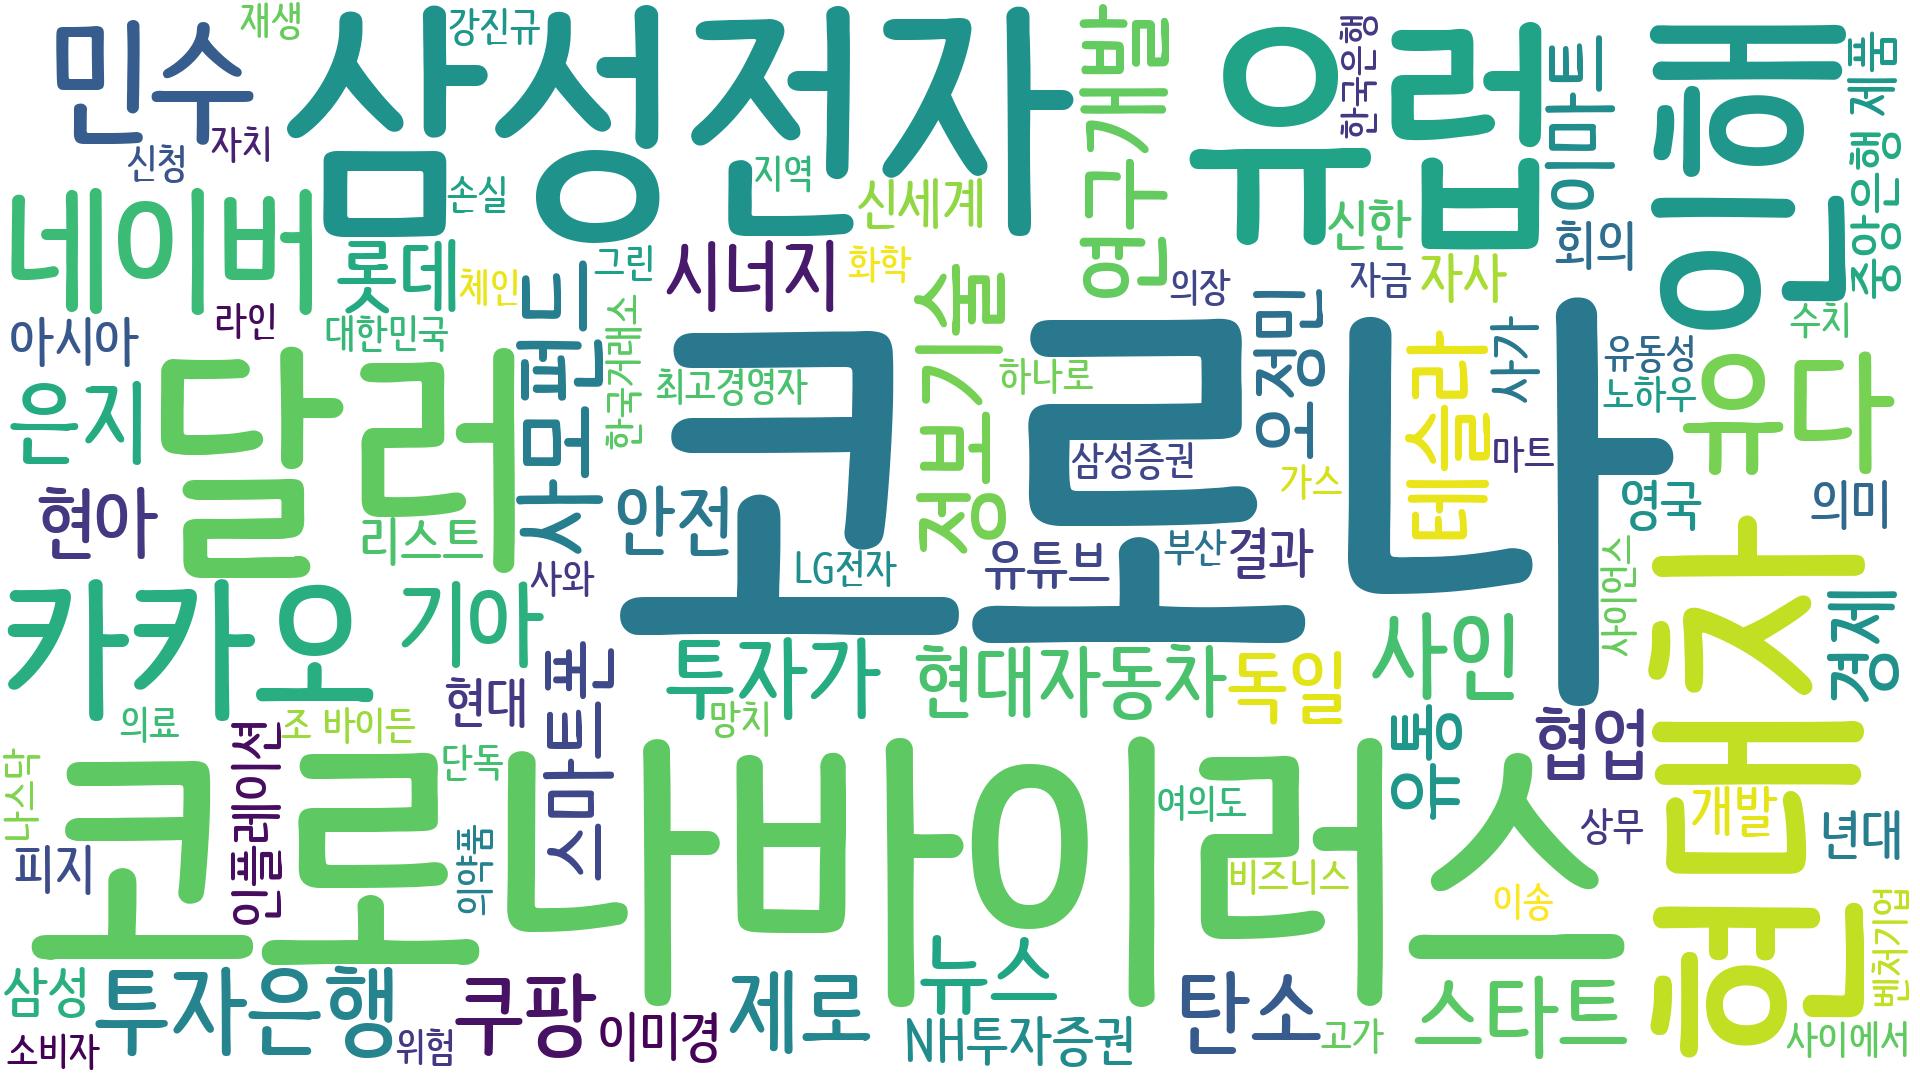 민수
재생
삼성전자
강진규
연구개발
유럽
한국은행
이마트
이해
제품
신청
자치
손실
지역
신세계
신한
회의
중앙은행
네이버
롯데
체인
그린
시너지
화학
의장
자금
자사
아시아
라인
대한민국
사모펀드
한국거래소
정보기술
오정민
테슬라
사가
유동성
수치
은지
달러
코로나
최고경영자
하나로
노하우
유다
현아
리스트
안전
삼성증권
가스
마트
영국
의미
사와
LG전자
유튜브
부산
결과
사이언스
현대차
카카오
기아
투자가
현대자동차
독일
사인
경제
의료
인플레이션
조 바이든
현대
스마트폰
망치
유통
협업
나스닥
코로나바이러스
단독
여의도
개발
상무
년대
피지
의약품
비즈니스
이송
벤처기업
삼성
투자은행
쿠팡
제로
뉴스
탄소
스타트
소비자
위험
이미경
NH투자증권
고가
사이에서